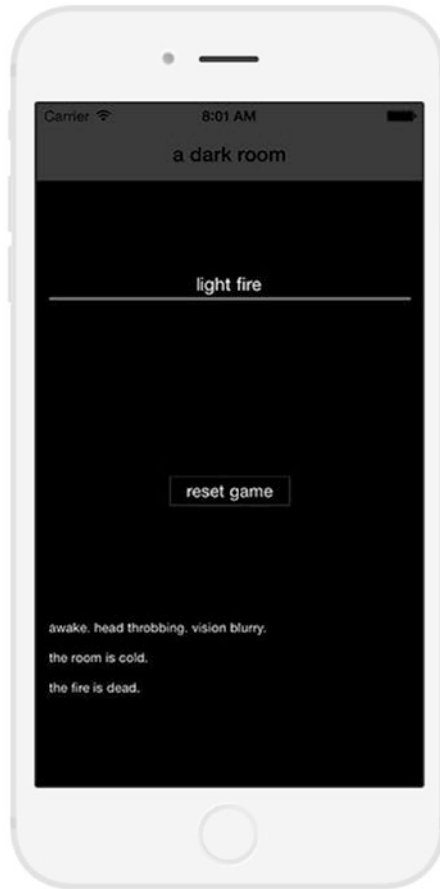 Carrier 8:01 AM
a dark room
light fire
reset game
awake. head throbbing. vision blurry.
the room is cold.
the fire is dead.